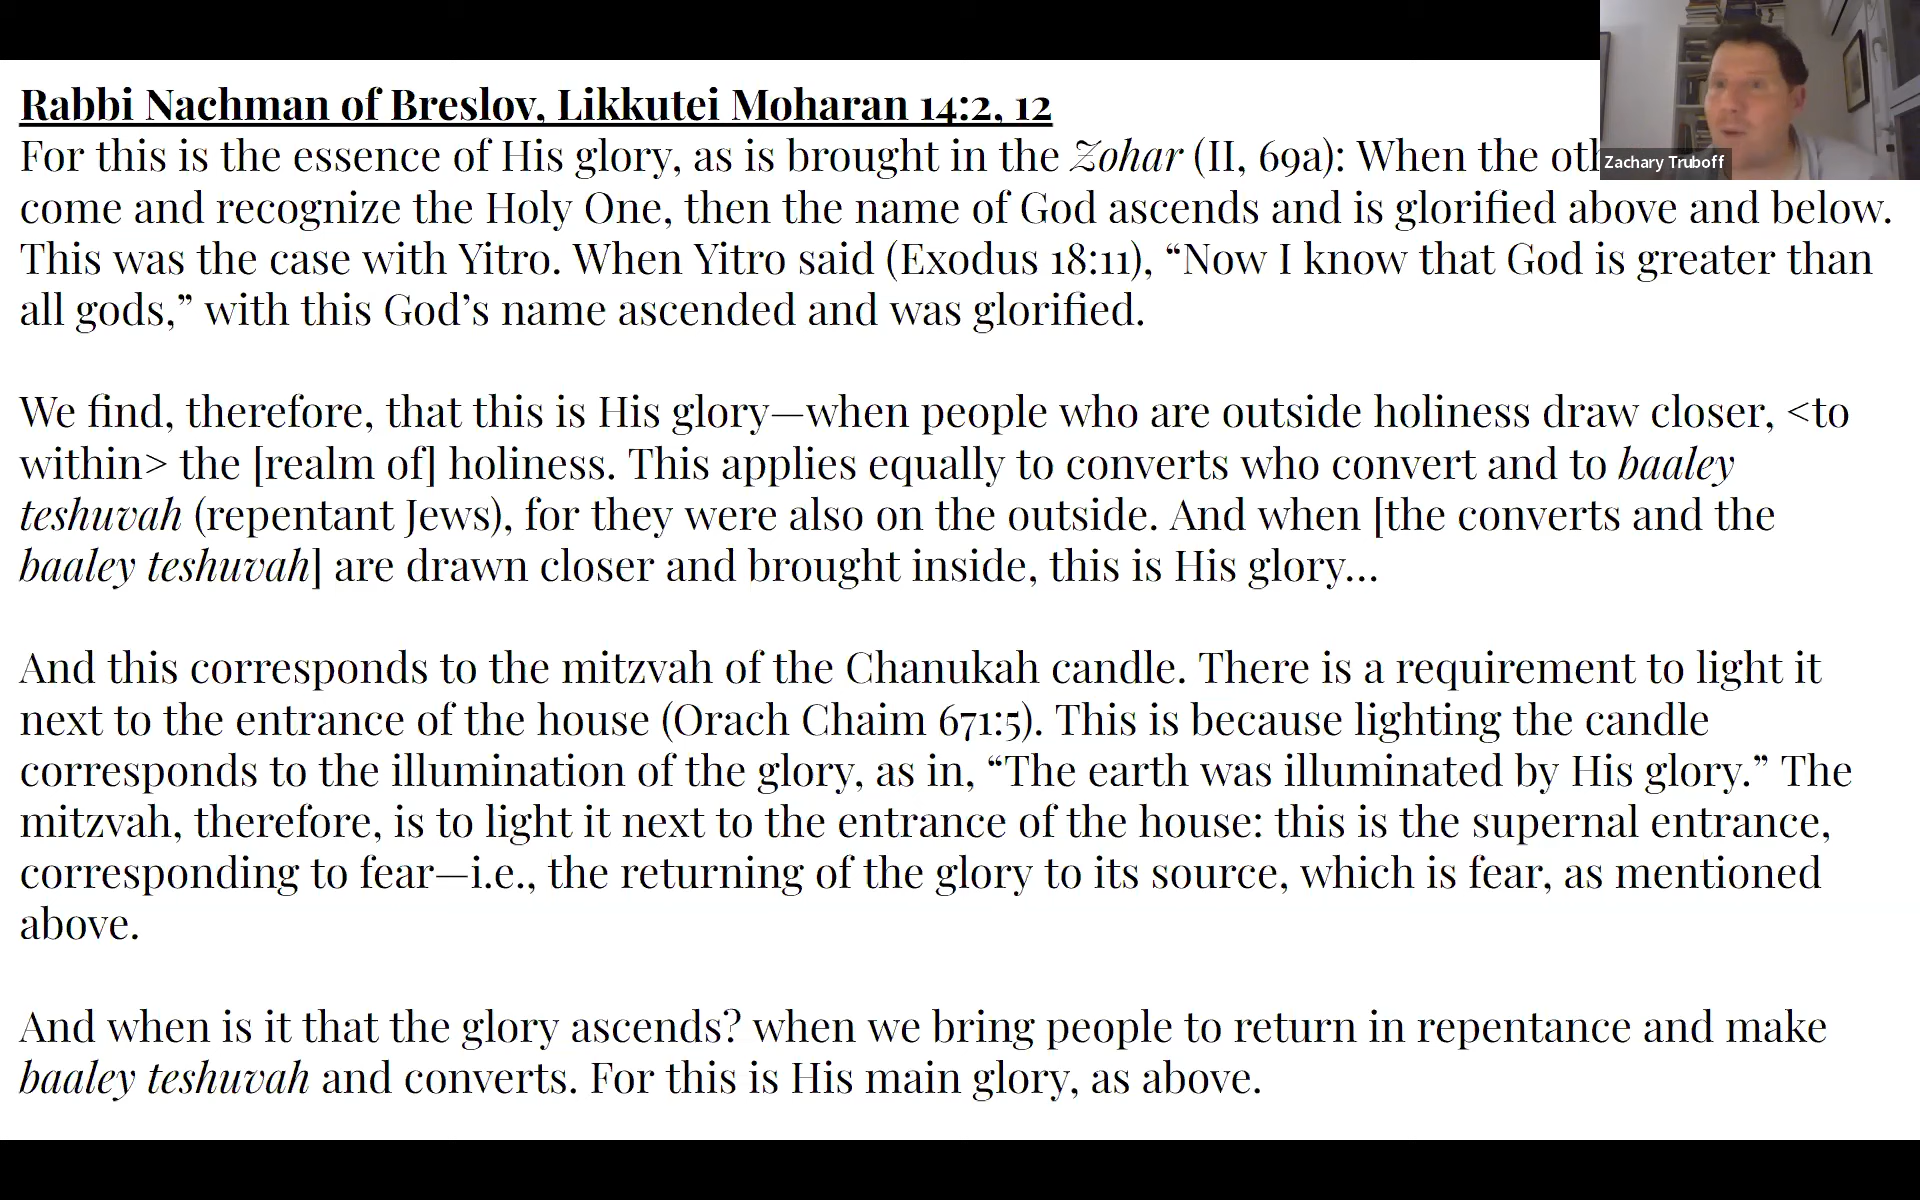 Rabbi Nachman of Breslov, Likkutei Moharan 14:2, 12
For this is the essence of His glory, as is brought in the Zohar (II, 69a): When the
come and recognize the Holy One, then the name of God ascends and is glorified above and below.
This was the case with Yitro. When Yitro said (Exodus 18:11), “Now I know that God is greater than
all gods,” with this God’s name ascended and was glorified.
We find, therefore, that this is His glory—when people who are outside holiness draw closer, <to
within> the [realm of] holiness. This applies equally to converts who convert and to baaley
teshuvah (repentant Jews), for they were also on the outside. And when [the converts and the
baaley teshuvah] are drawn closer and brought inside, this is His glory...
And this corresponds to the mitzvah of the Chanukah candle. There is a requirement to light it
next to the entrance of the house (Orach Chaim 671:5). This is because lighting the candle
corresponds to the illumination of the glory, as in, “The earth was illuminated by His glory.” The
mitzvah, therefore, is to light it next to the entrance of the house: this is the supernal entrance,
corresponding to fear—i.e., the returning of the glory to its source, which is fear, as mentioned
above.
And when is it that the glory ascends? when we bring people to return in repentance and make
baaley teshuvah and converts. For this is His main glory, as above.
Zachary Truboff